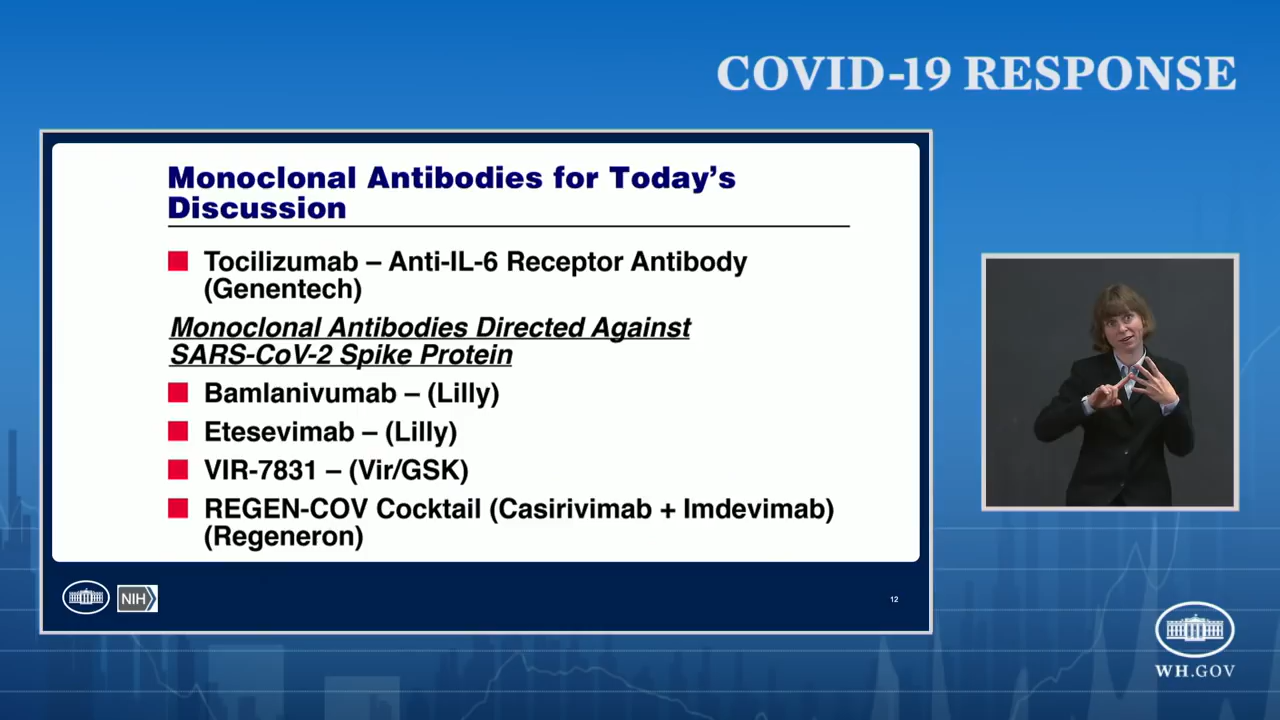 COVID-19 RESPONSE
Monoclonal Antibodies for Today's
Discussion
Tocilizumab – Anti-IL-6 Receptor Antibody
(Genentech)
Monoclonal Antibodies Directed Against
SARS-CoV-2 Spike Protein
Bamlanivumab – (Lilly)
Etesevimab – (Lilly)
VIR-7831 – (Vir/GSK)
REGEN-COV Cocktail (Casirivimab + Imdevimab)
(Regeneron)
NIH
12
WH.GOV